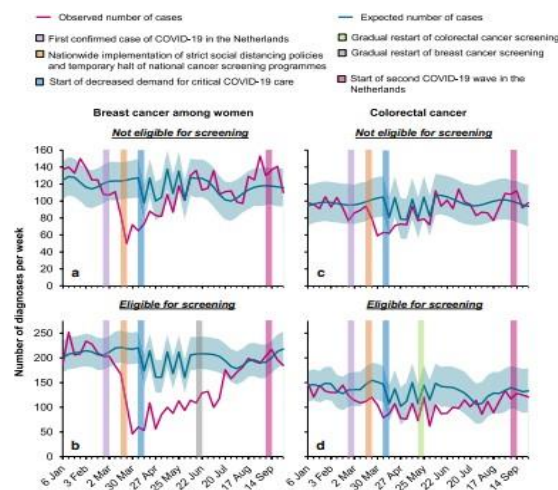 Observed number of cases
Expected number of cases
First confirmed case of COVID-19 in the Netherlands
Nationwide implementation of strict social distancing policies
and temporary halt of national cancer screening programmes
Start of decreased demand for critical COVID-19 care
Gradual restart of colorectal cancer screening
Gradual restart of breast cancer screening
Start of second COVID-19 wave in the
Netherlands
Breast cancer among women
Colorectal cancer
Not eligible for screening
Not eligible for screening
Number of diagnoses per week
160
140
120
100
80
60
40
20
0
a
c
Eligible for screening
Eligible for screening
250
200
150
100
50
0
b
d
6 Jan
3 Feb
2 Mar
30 Mar
27 Apr
25 May
22 Jun
20 Jul
17 Aug
14 Sep
6 Jan
3 Feb
2 Mar
30 Mar
27 Apr
25 May
22 Jun
20 Jul
17 Aug
14 Sep